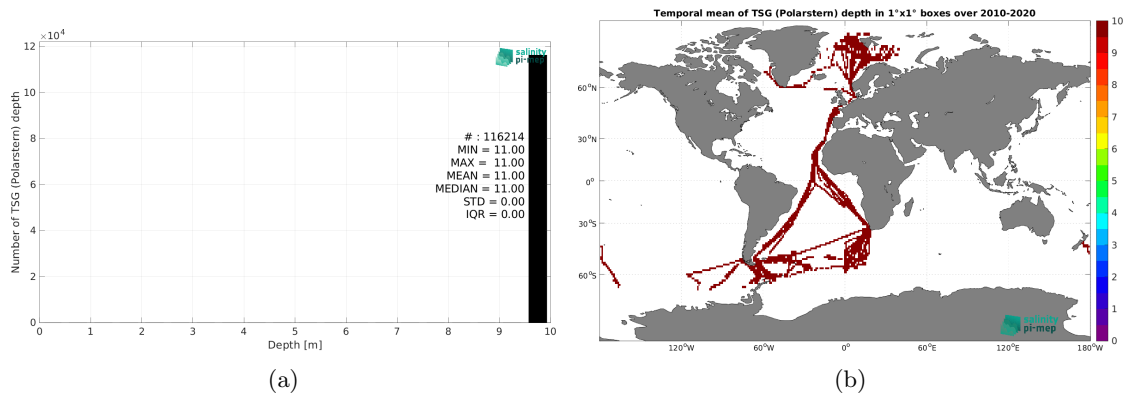 ×10⁴
12
10
8
6
4
2
0
Number of TSG (Polarstern) depth
salinity
pi-mep
# : 116214
MIN = 11.00
MAX = 11.00
MEAN = 11.00
MEDIAN = 11.00
STD = 0.00
IQR = 0.00
0 1 2 3 4 5 6 7 8 9 10
Depth [m]
(a)
Temporal mean of TSG (Polarstern) depth in 1°x1° boxes over 2010-2020
60°N
30°N
0°
30°S
60°S
120°W 60°W 0° 60°E 120°E 180°W
salinity
pi-mep
10
9
8
7
6
5
4
3
2
1
0
(b)